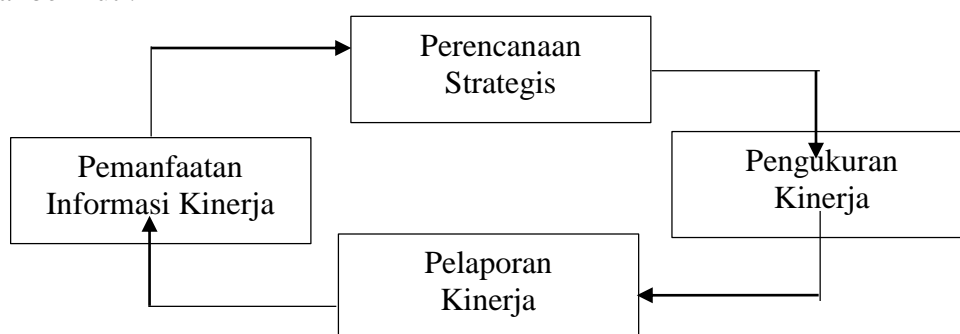 Perencanaan
Strategis
Pemanfaatan
Informasi Kinerja
Pengukuran
Kinerja
Pelaporan
Kinerja